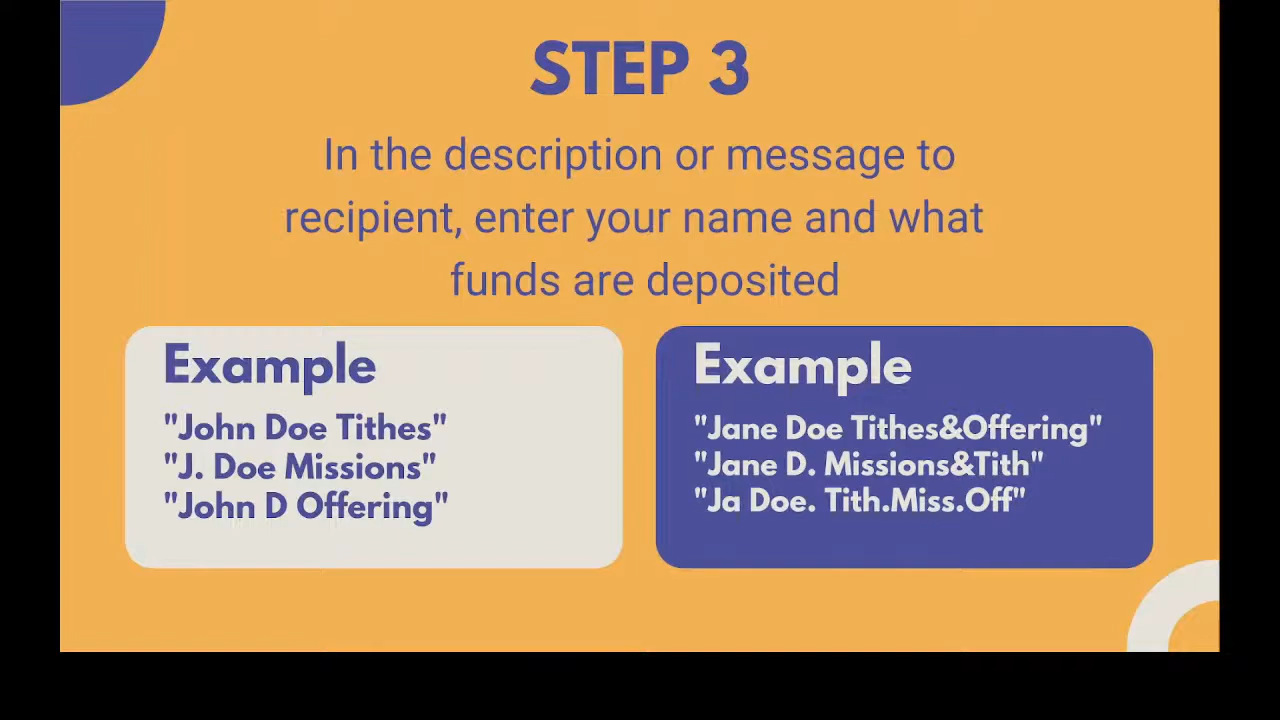 STEP 3
In the description or message to
recipient, enter your name and what
funds are deposited
Example
"John Doe Tithes"
"J. Doe Missions"
"John D Offering"
Example
"Jane Doe Tithes&Offering"
"Jane D. Missions&Tith"
"Ja Doe. Tith.Miss.Off"